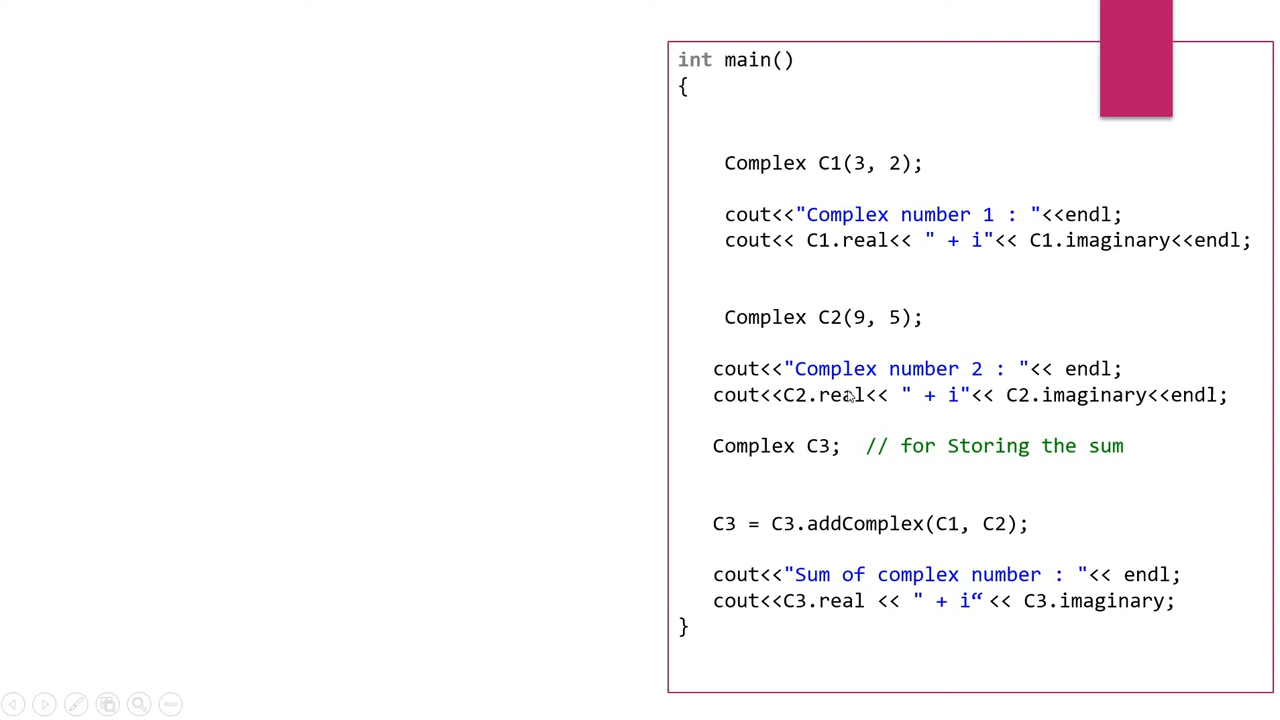 int main()
{
Complex C1(3, 2);
cout<<"Complex number 1 : "<<endl;
cout<< C1.real<< " + i"<< C1.imaginary<<endl;
Complex C2(9, 5);
cout<<"Complex number 2 : "<< endl;
cout<<C2.real<< " + i"<< C2.imaginary<<endl;
Complex C3;  // for Storing the sum
C3 = C3.addComplex(C1, C2);
cout<<"Sum of complex number : "<< endl;
cout<<C3.real << " + i“ << C3.imaginary;
}